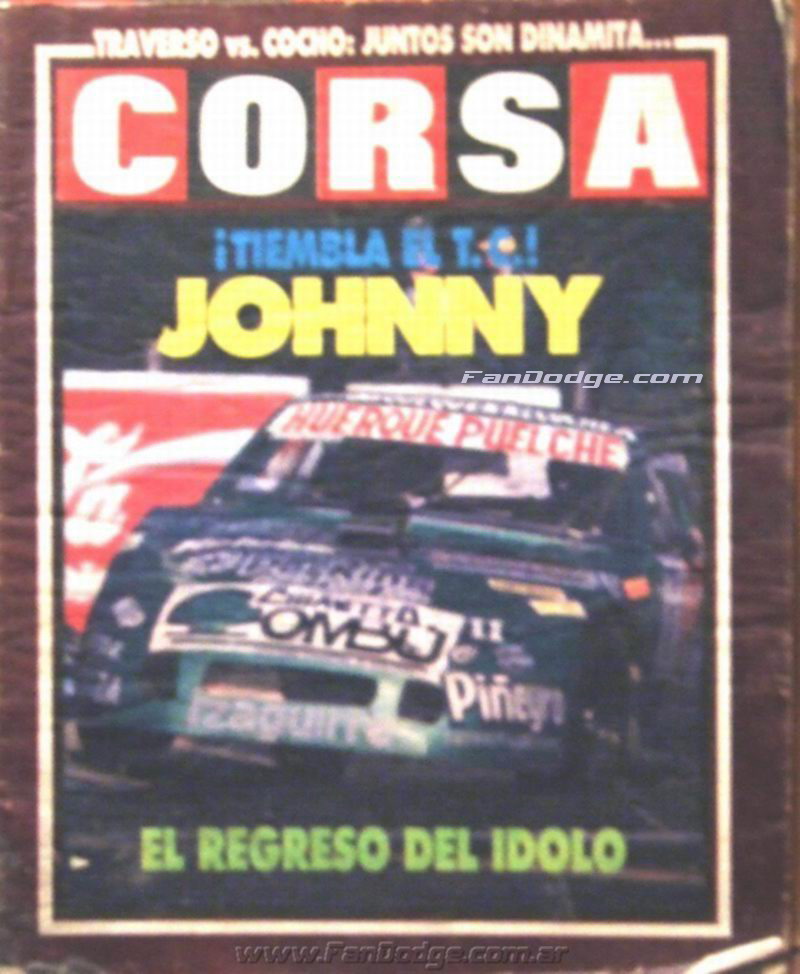 TRAVERSO vs. COCHO: JUNTOS SON DINAMITA...
CORSA
¡TIEMBLA EL T.C.!
JOHNNY
FanDodge.com
HUERQUE PUELCHE
OMBU
Piñeyr
Izaguirre
EL REGRESO DEL IDOLO
www.FanDodge.com.ar